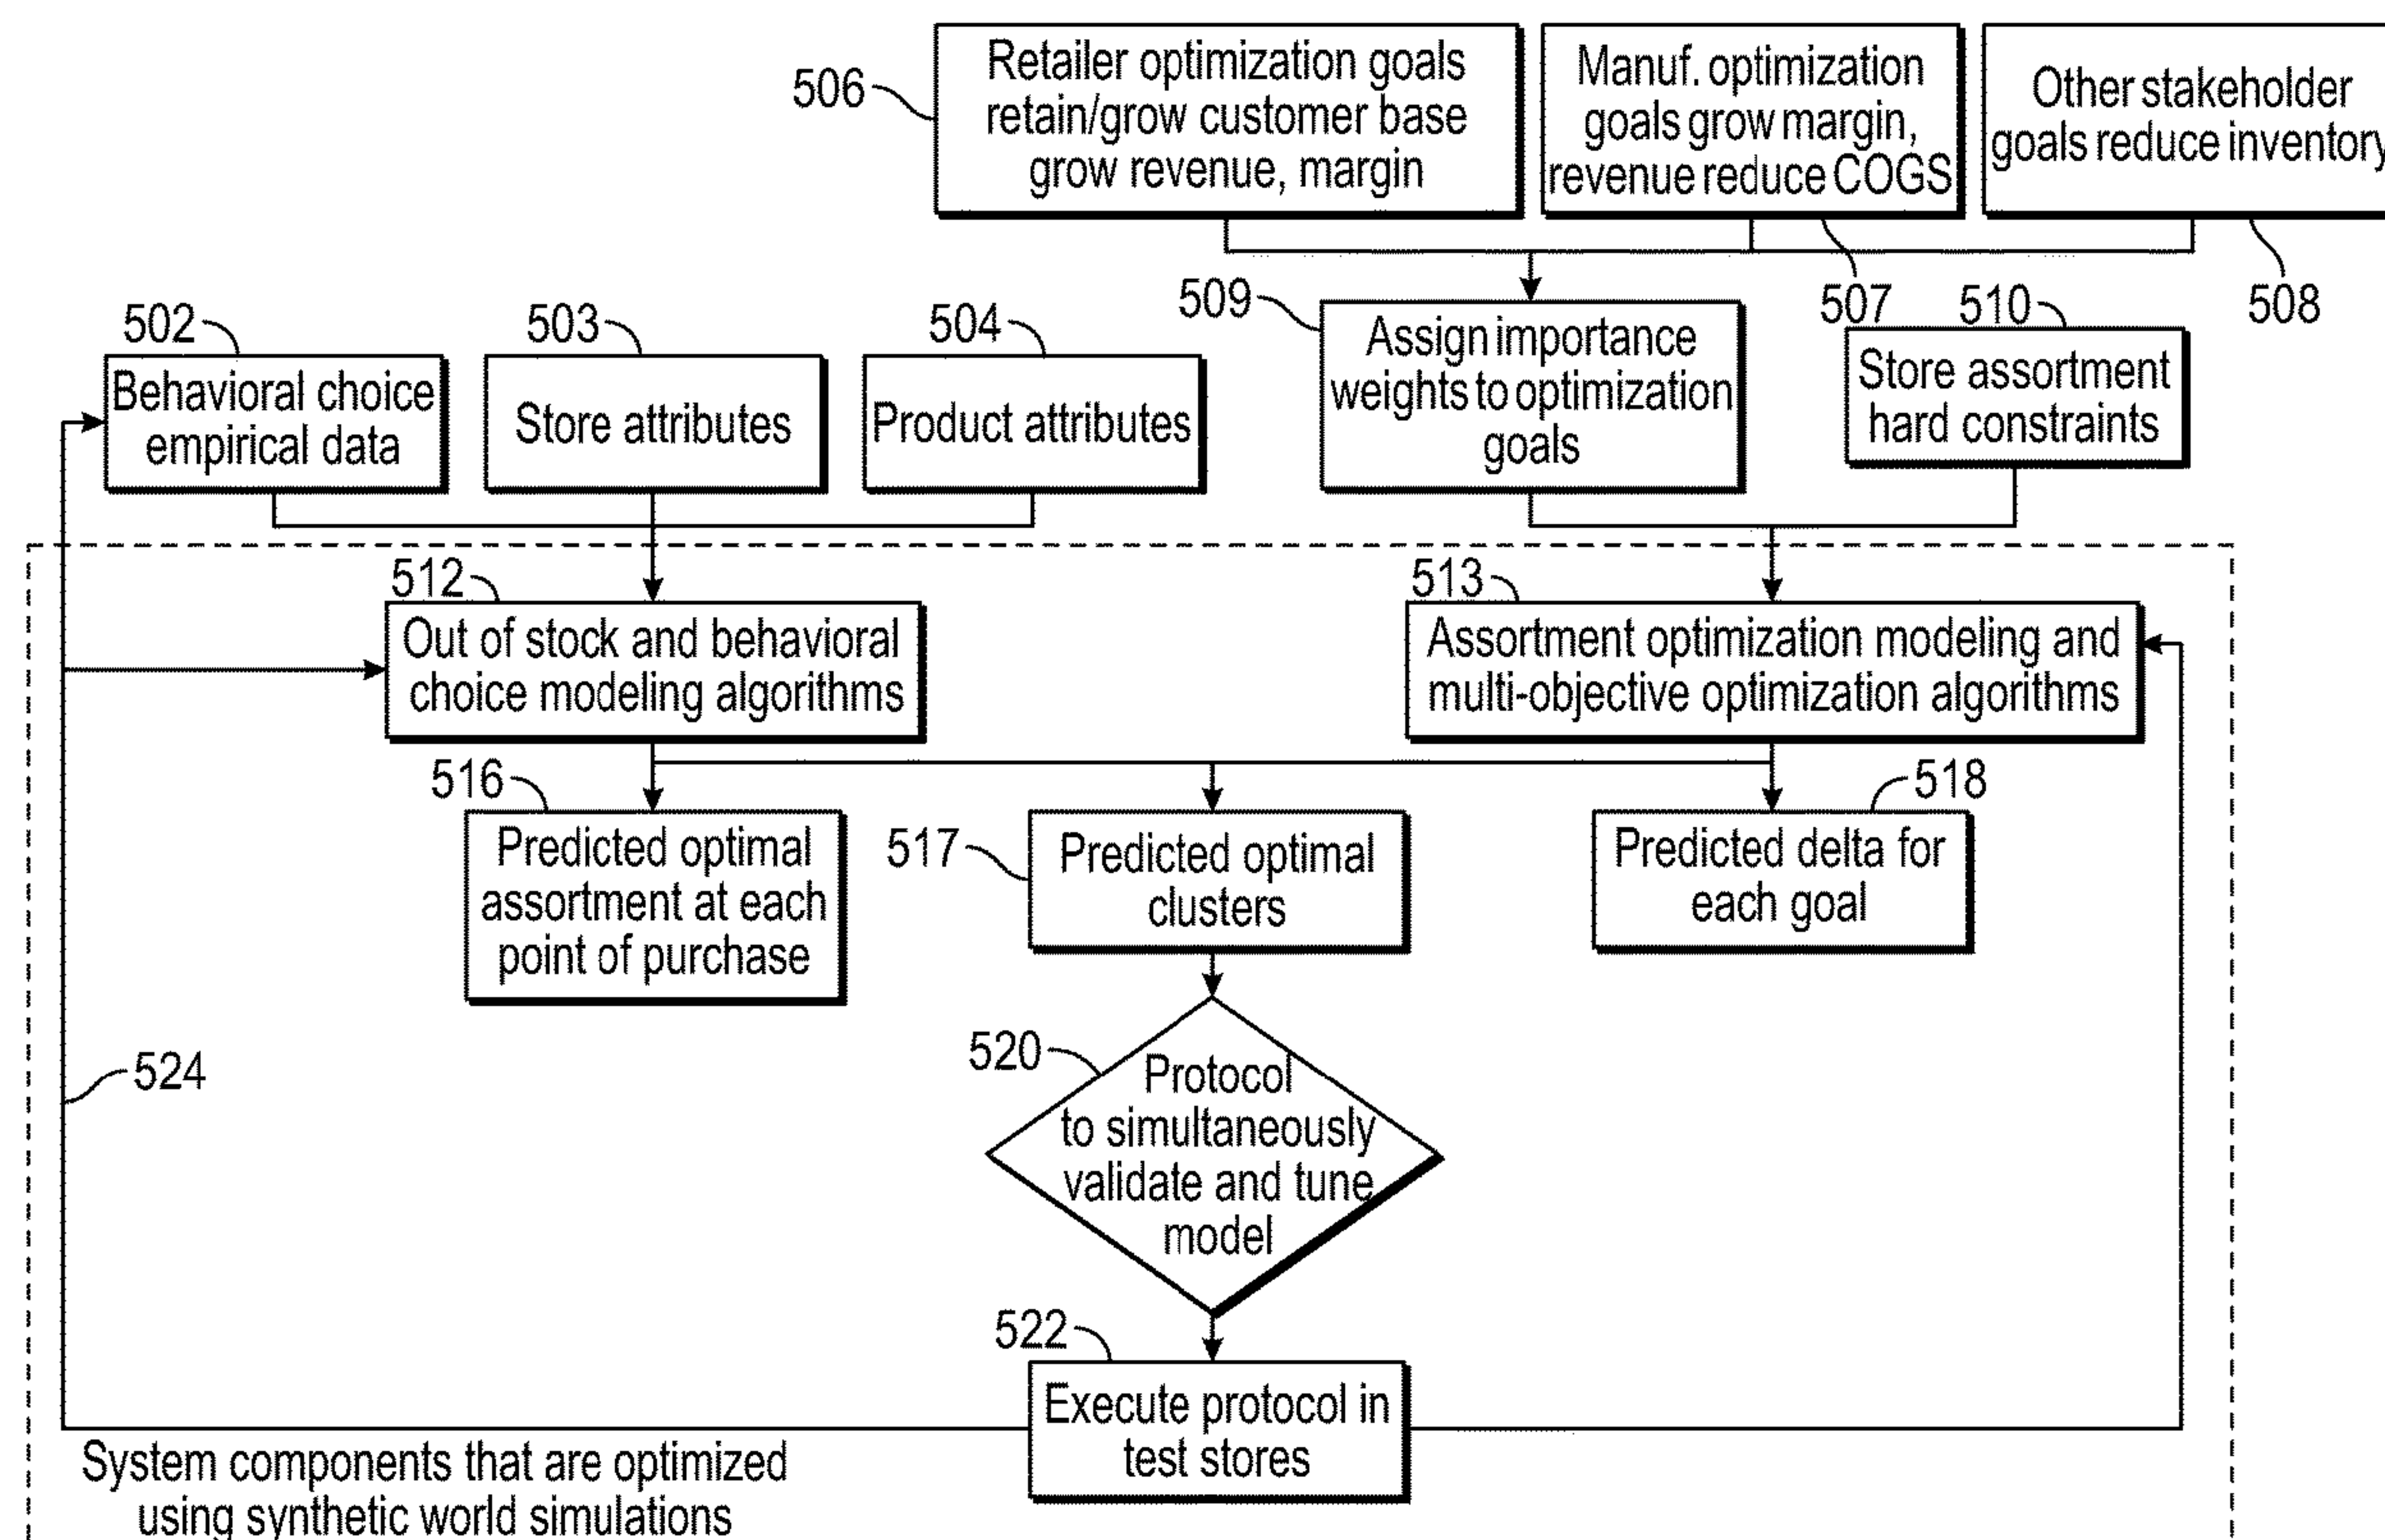 506
Retailer optimization goals
retain/grow customer base
grow revenue, margin
Manuf. optimization
goals grow margin,
revenue reduce COGS
Other stakeholder
goals reduce inventory
507
508
502
Behavioral choice
empirical data
503
Store attributes
504
Product attributes
509
Assign importance
weights to optimization
goals
510
Store assortment
hard constraints
512
Out of stock and behavioral
choice modeling algorithms
513
Assortment optimization modeling and
multi-objective optimization algorithms
516
Predicted optimal
assortment at each
point of purchase
517
Predicted optimal
clusters
518
Predicted delta for
each goal
520
Protocol
to simultaneously
validate and tune
model
524
522
Execute protocol in
test stores
System components that are optimized
using synthetic world simulations